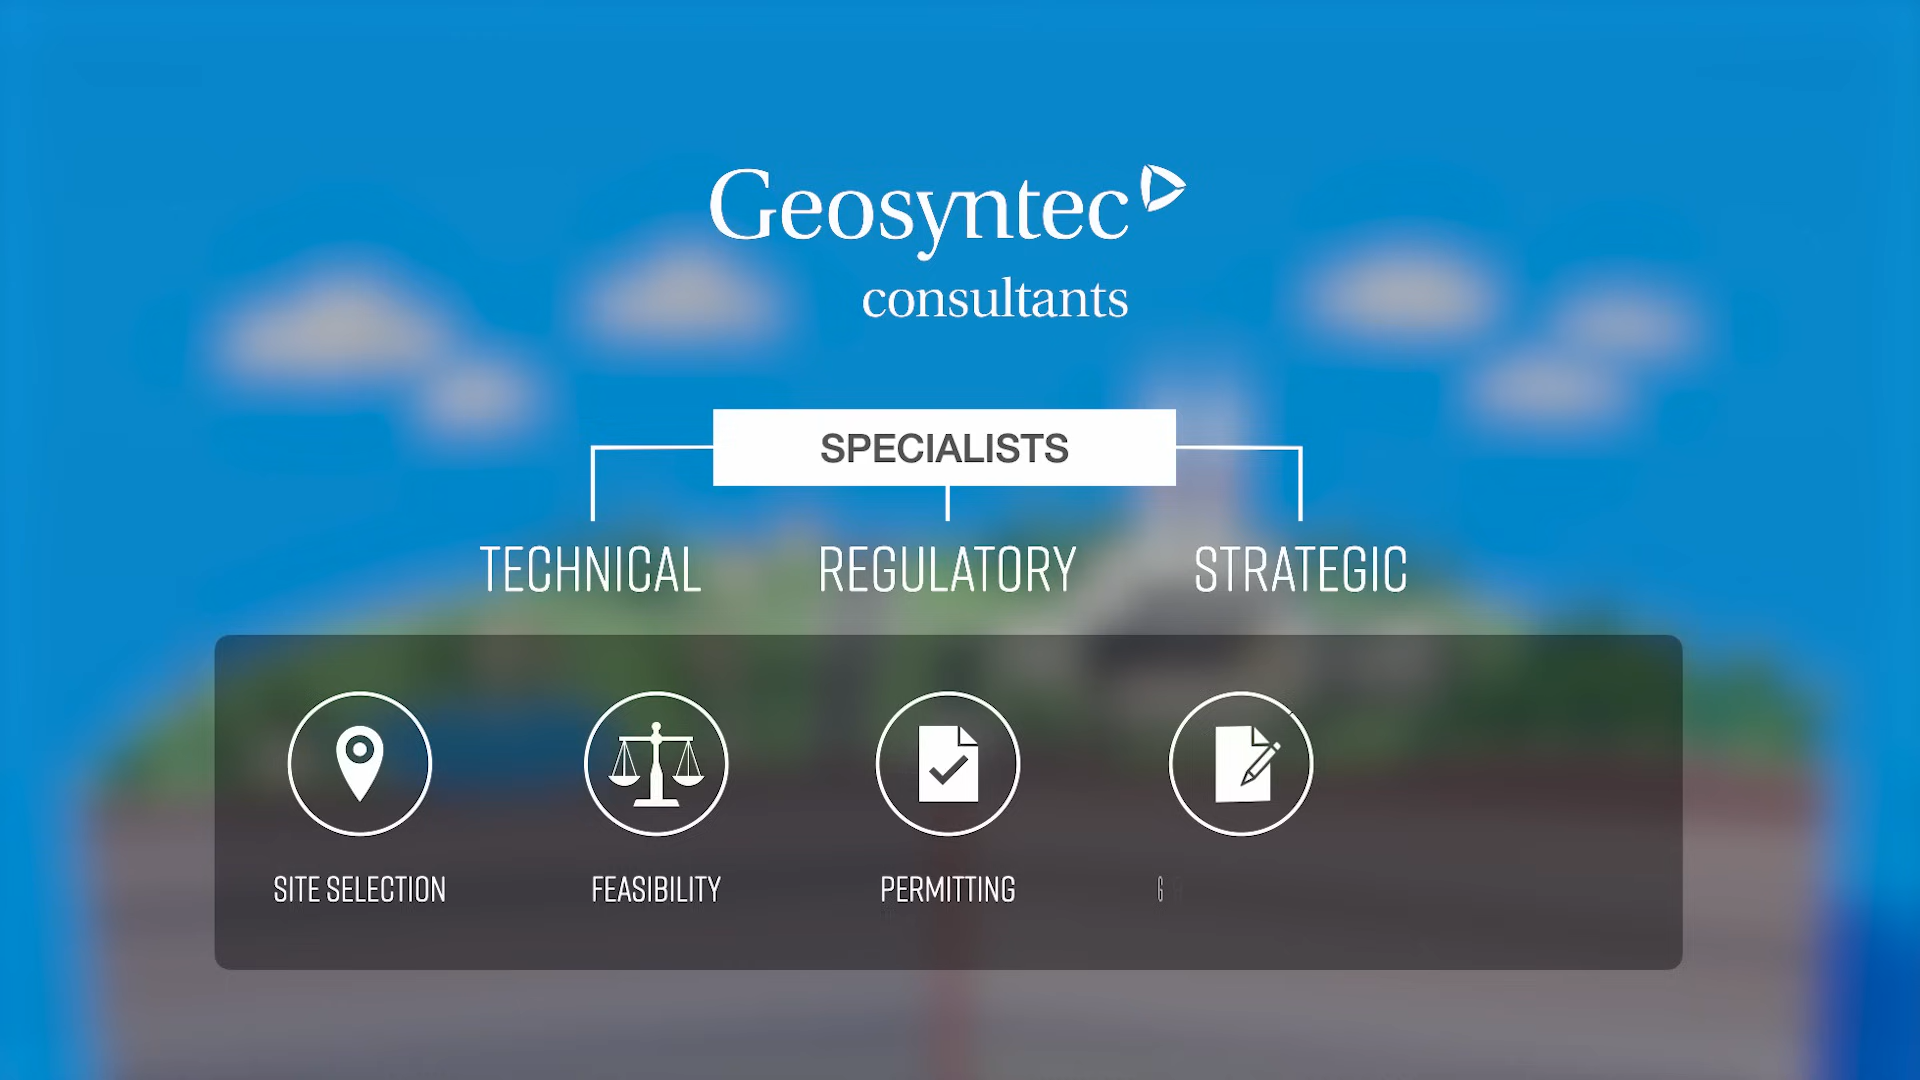 Geosyntec
consultants
SPECIALISTS
TECHNICAL REGULATORY STRATEGIC
SITE SELECTION FEASIBILITY PERMITTING